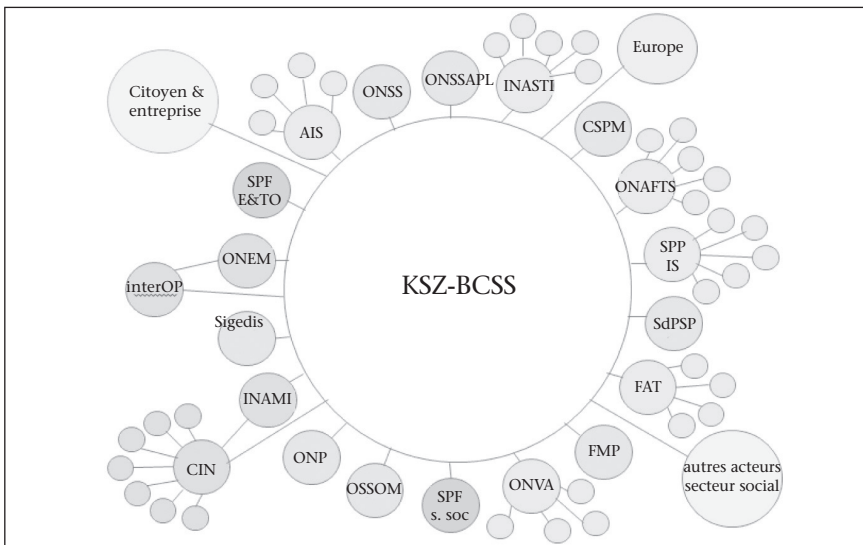 Citoyen &
entreprise
AIS
ONSS
ONSSAPL
INASTI
Europe
CSPM
ONAFTS
SPP
IS
SdPSP
FAT
autres acteurs
secteur social
FMP
ONVA
SPF
s. soc
OSSOM
ONP
CIN
INAMI
Sigedis
interOP
ONEM
SPF
E&TO
KSZ-BCSS